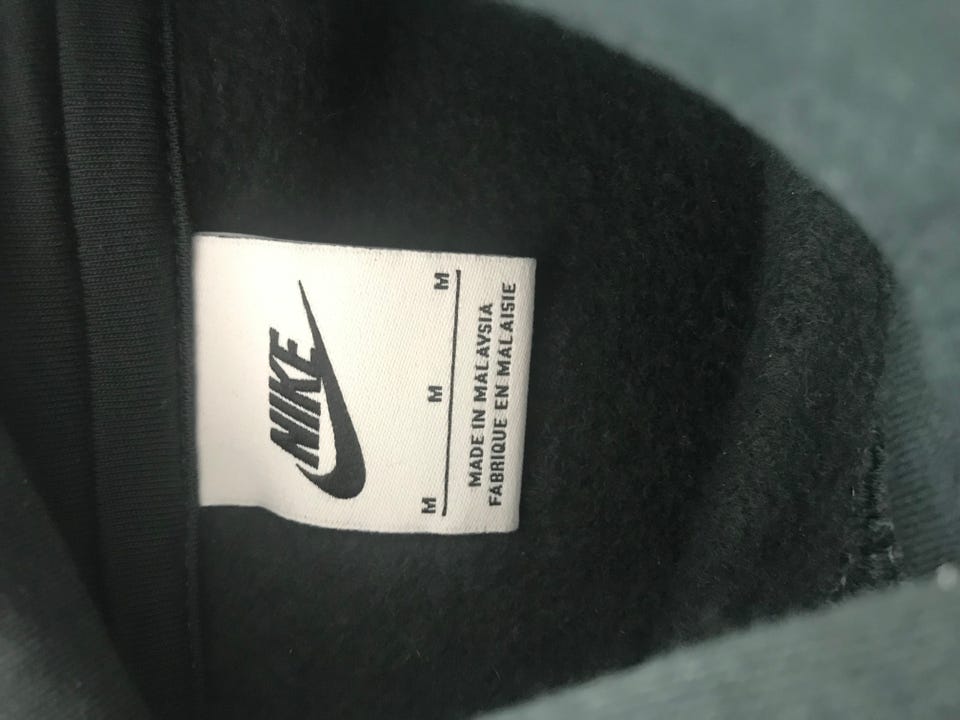 NIKE
M M M
MADE IN MALAYSIA
FABRIQUE EN MALAISIE